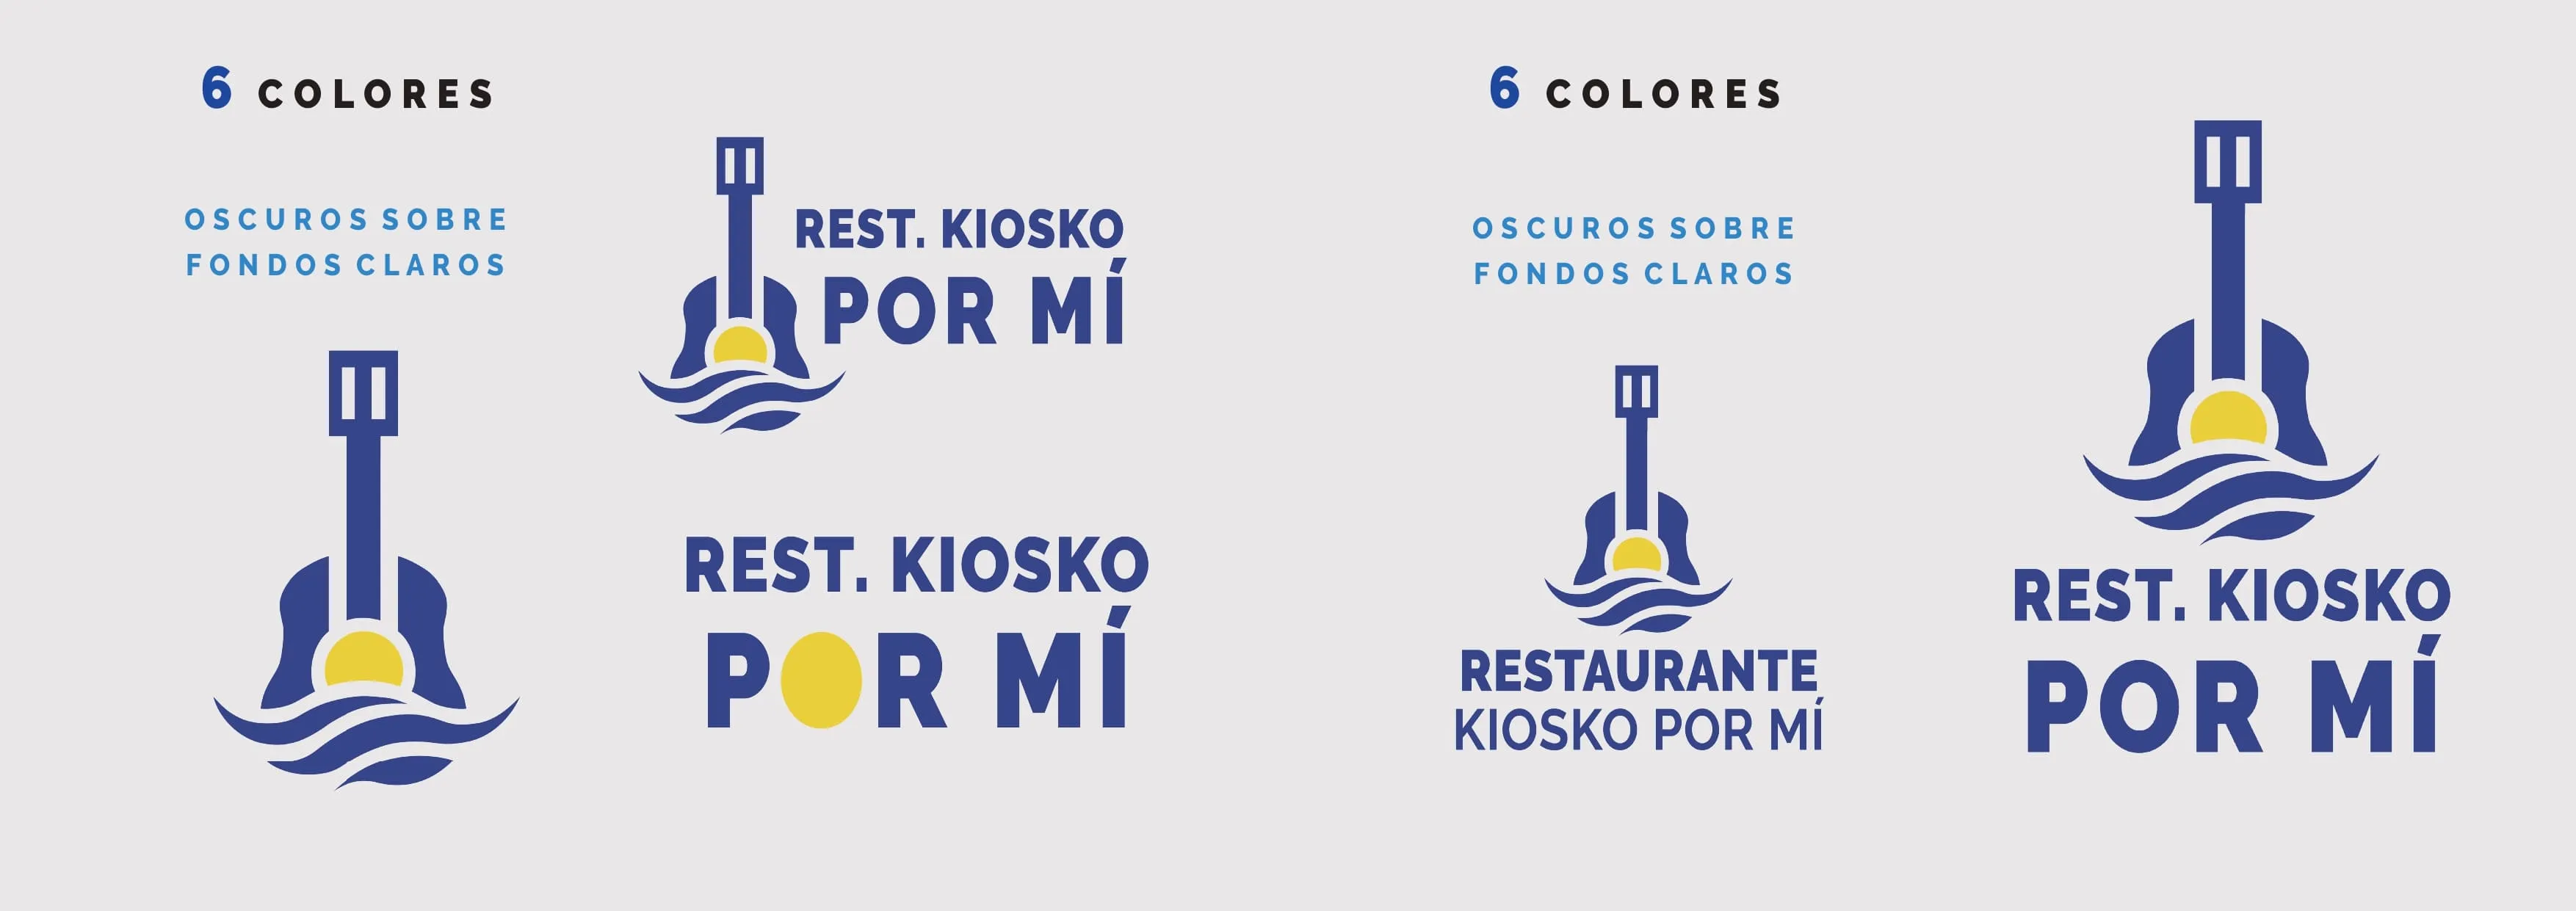 6 COLORES
OSCUROS SOBRE
FONDOS CLAROS
REST. KIOSKO
POR MÍ
REST. KIOSKO
POR MÍ
6 COLORES
OSCUROS SOBRE
FONDOS CLAROS
RESTAURANTE
KIOSKO POR MÍ
REST. KIOSKO
POR MÍ